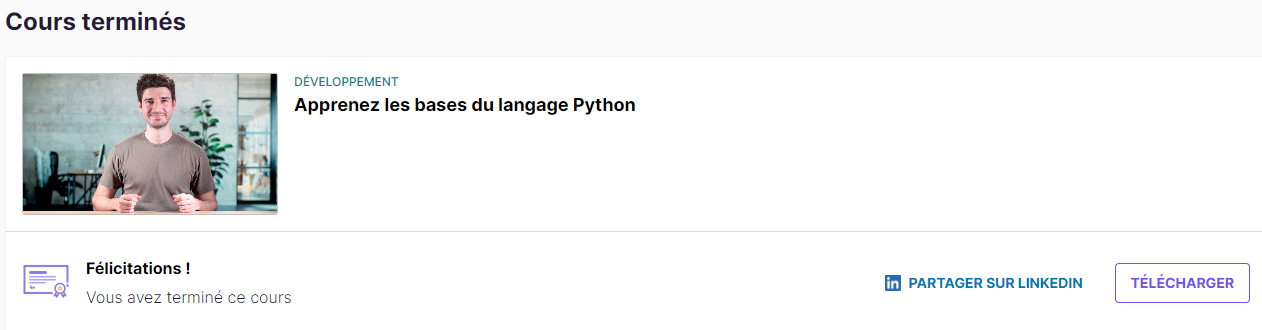 Cours terminés
DÉVELOPPEMENT
Apprenez les bases du langage Python
Félicitations !
Vous avez terminé ce cours
in PARTAGER SUR LINKEDIN
TÉLÉCHARGER